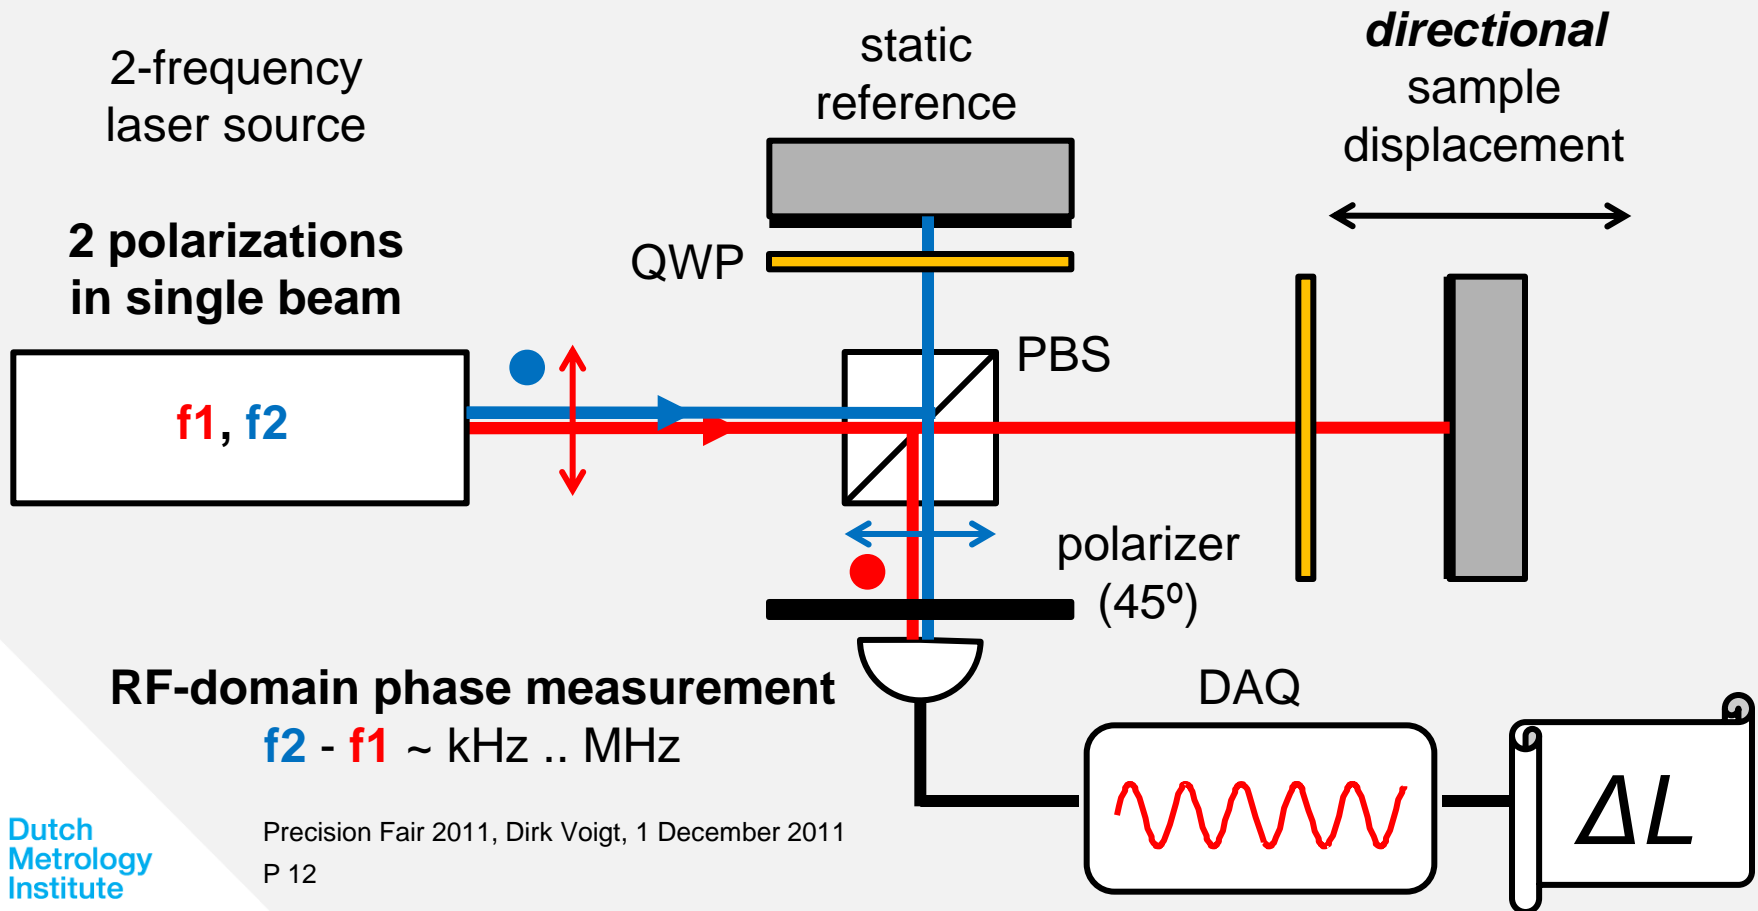 2-frequency
laser source
static
reference
directional
sample
displacement
2 polarizations
in single beam
QWP
PBS
f1, f2
polarizer
(45º)
RF-domain phase measurement
f2 - f1 ~ kHz .. MHz
DAQ
ΔL
Dutch
Metrology
Institute
Precision Fair 2011, Dirk Voigt, 1 December 2011
P 12